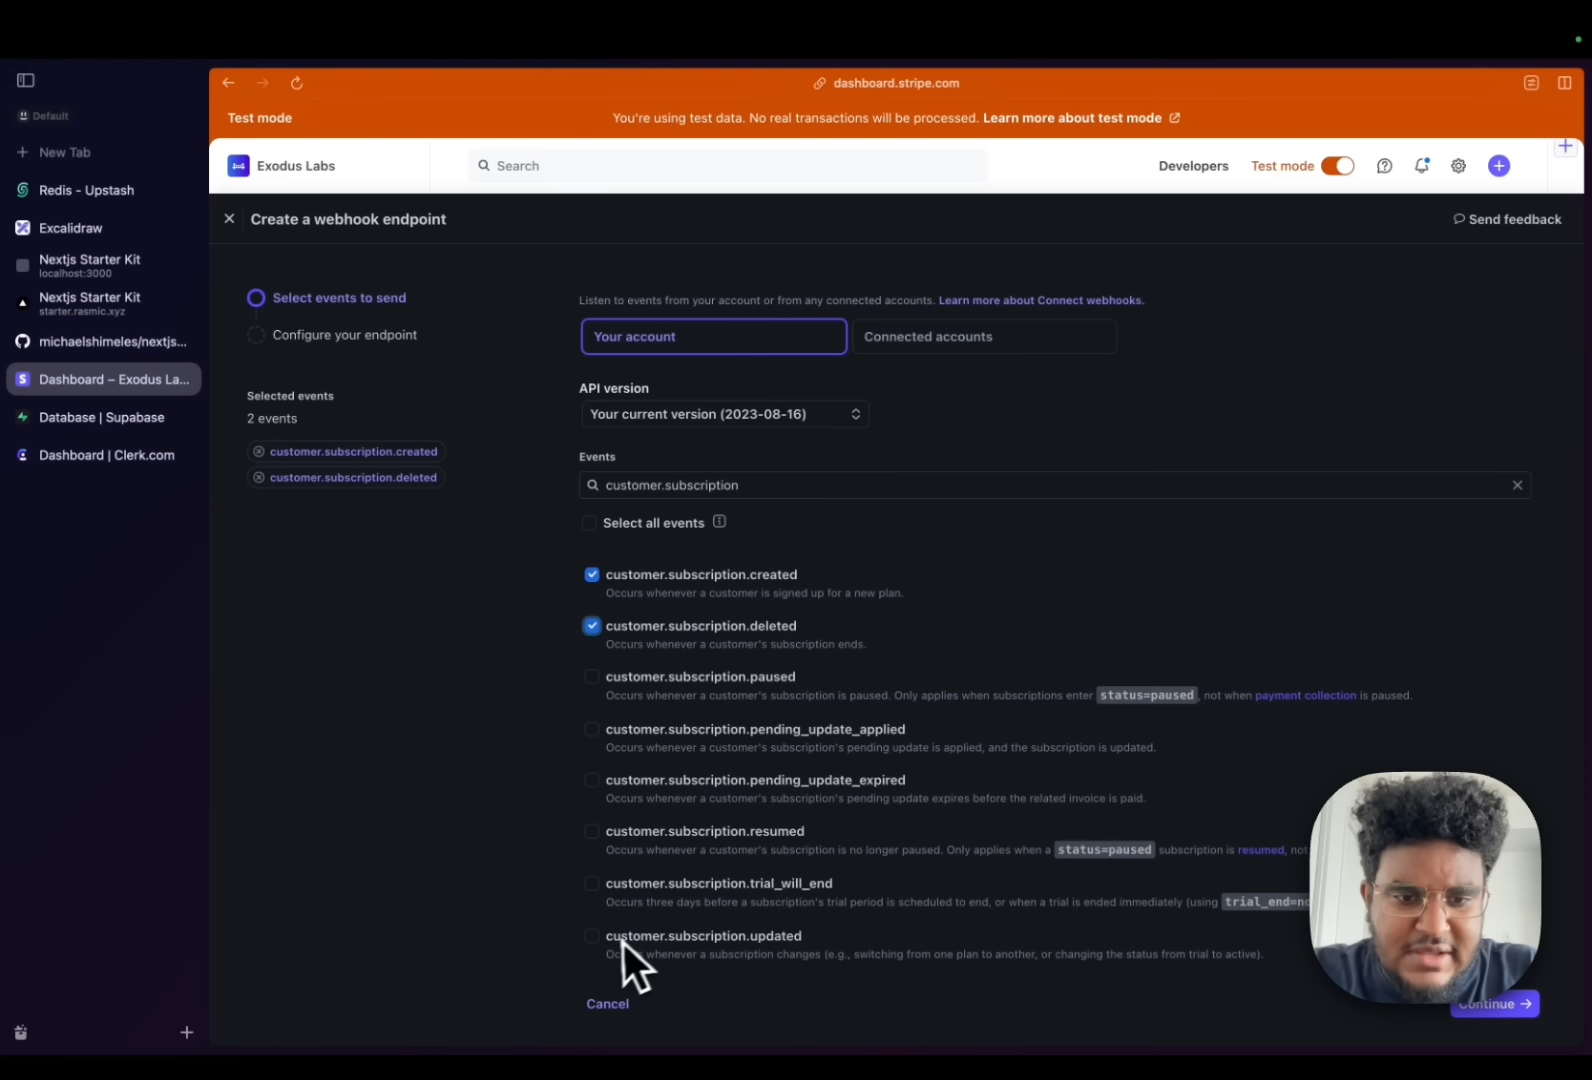 Default
dashboard.stripe.com
New Tab
Test mode
You're using test data. No real transactions will be processed. Learn more about test mode
Redis - Upstash
Exodus Labs
Search
Developers
Test mode
Excalidraw
Create a webhook endpoint
Send feedback
Nextjs Starter Kit
localhost:3000
Nextjs Starter Kit
starter.rasmic.xyz
michaelshimeles/nextjs...
Dashboard – Exodus La...
Database | Supabase
Dashboard | Clerk.com
Select events to send
Configure your endpoint
Selected events
2 events
customer.subscription.created
customer.subscription.deleted
Listen to events from your account or from any connected accounts. Learn more about Connect webhooks.
Your account
Connected accounts
API version
Your current version (2023-08-16)
Events
customer.subscription
Select all events
customer.subscription.created
Occurs whenever a customer is signed up for a new plan.
customer.subscription.deleted
Occurs whenever a customer's subscription ends.
customer.subscription.paused
Occurs whenever a customer's subscription is paused. Only applies when subscriptions enter status=paused, not when payment collection is paused.
customer.subscription.pending_update_applied
Occurs whenever a customer's subscription's pending update is applied, and the subscription is updated.
customer.subscription.pending_update_expired
Occurs whenever a customer's subscription's pending update expires before the related invoice is paid.
customer.subscription.resumed
Occurs whenever a customer's subscription is no longer paused. Only applies when a status=paused subscription is resumed, not
customer.subscription.trial_will_end
Occurs three days before a subscription's trial period is scheduled to end, or when a trial is ended immediately (using trial_end=no
customer.subscription.updated
whenever a subscription changes (e.g., switching from one plan to another, or changing the status from trial to active).
Cancel
Continue